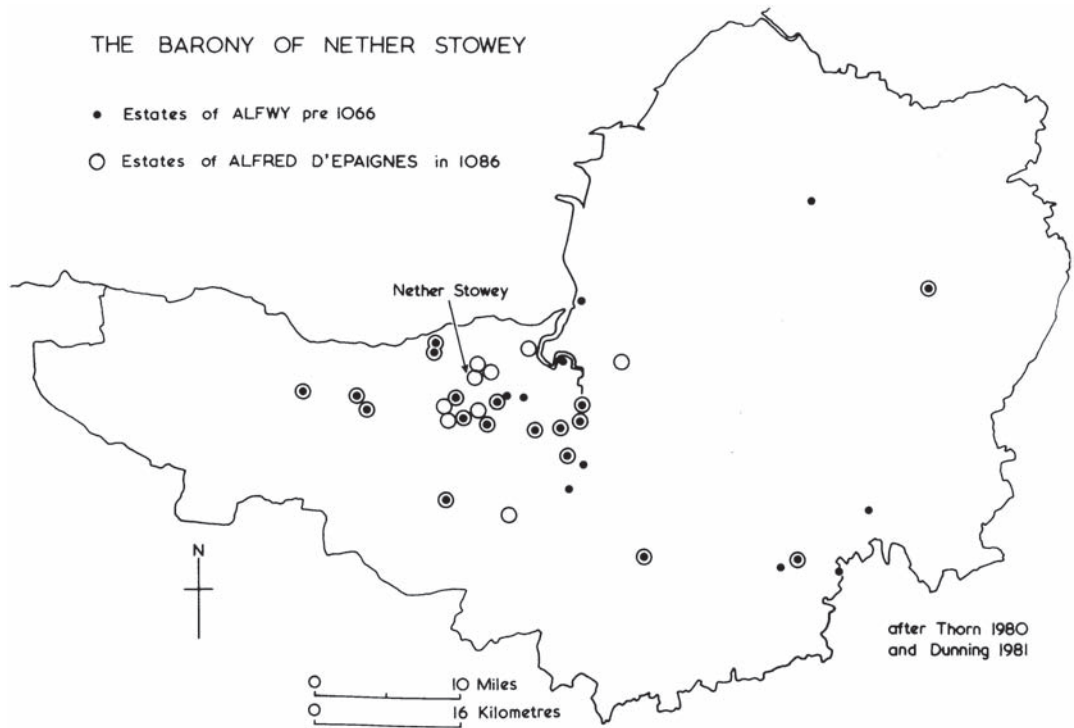 THE BARONY OF NETHER STOWEY
Estates of ALFWY pre 1066
Estates of ALFRED D'EPAIGNES in 1086
Nether Stowey
N
after Thorn 1980
and Dunning 1981
0 10 Miles
0 16 Kilometres